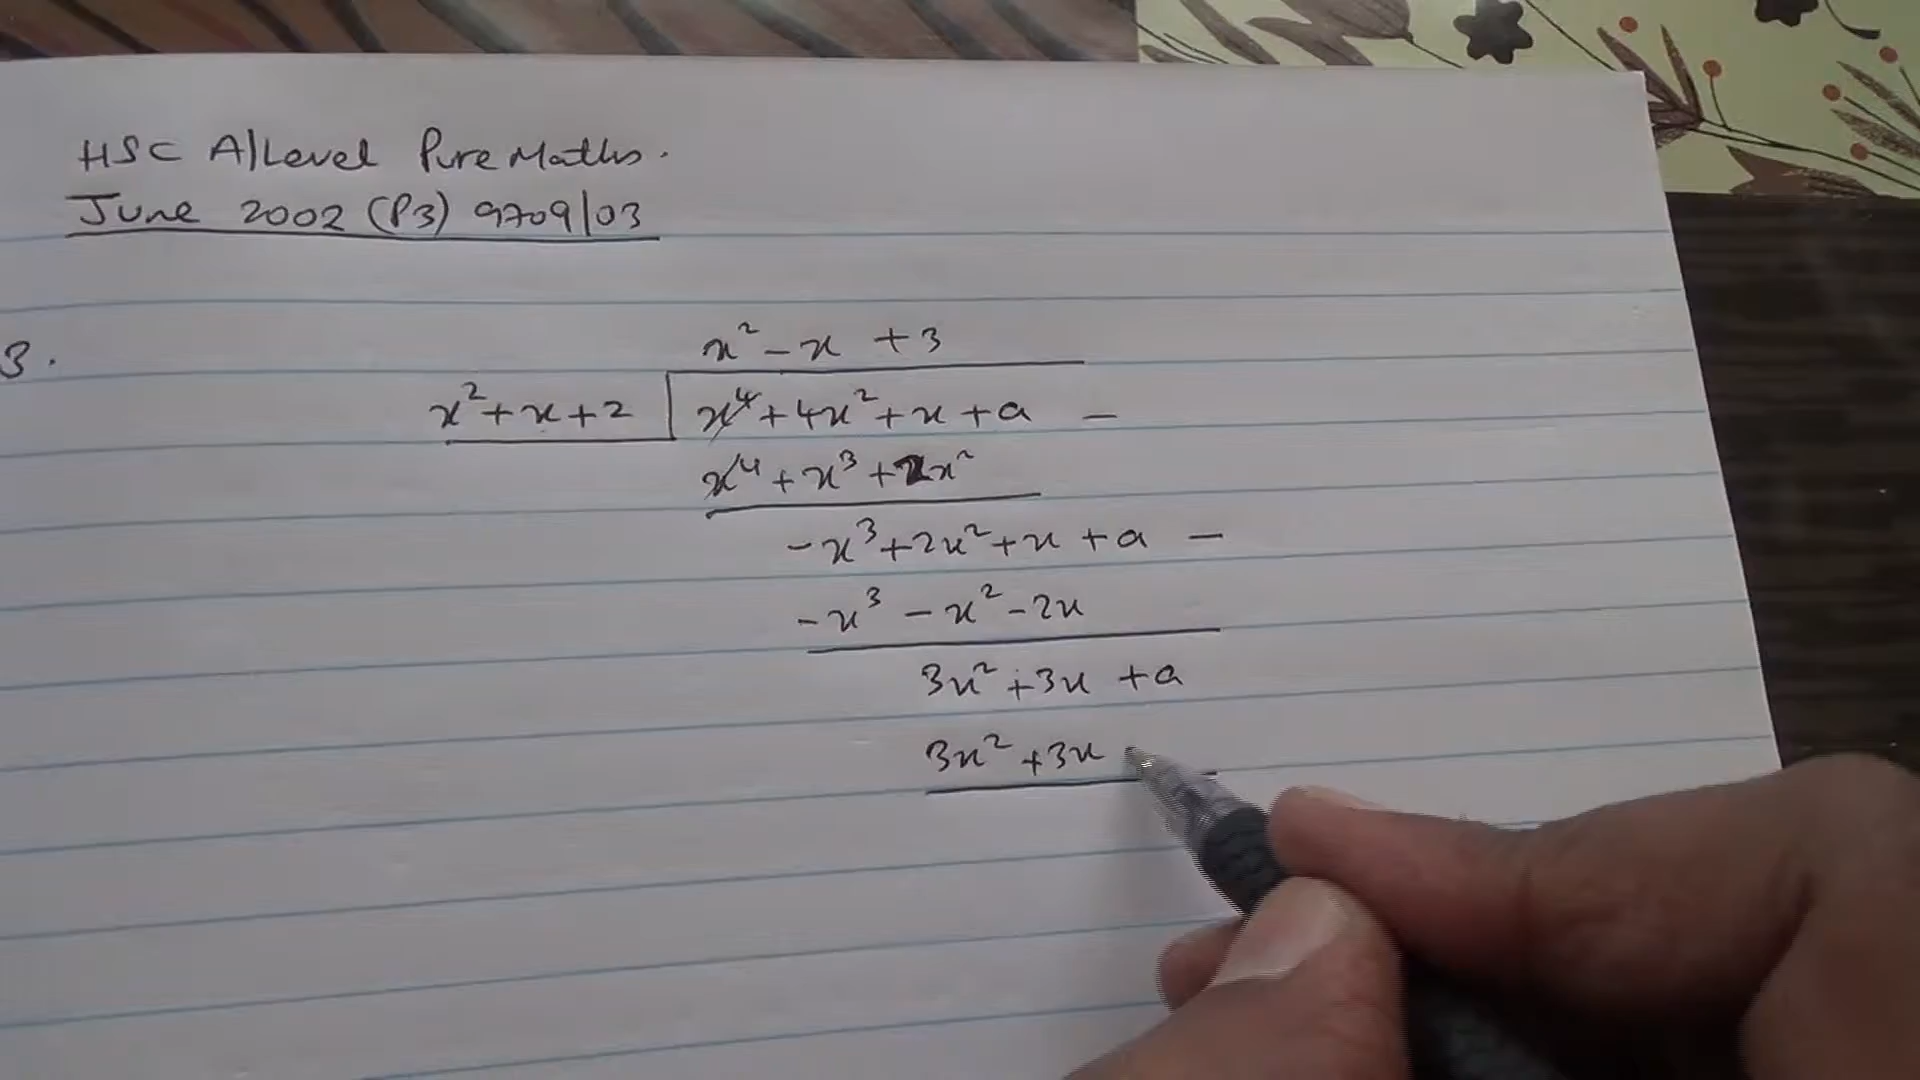 HSC A/Level Pure Maths.
June 2002 (P3) 9709/03
3.
x² - x + 3
x² + x + 2 | x⁴ + 4x² + x + a -
x⁴ + x³ + 2x²
-x³ + 2x² + x + a -
-x³ - x² - 2x
3x² + 3x + a
3x² + 3x